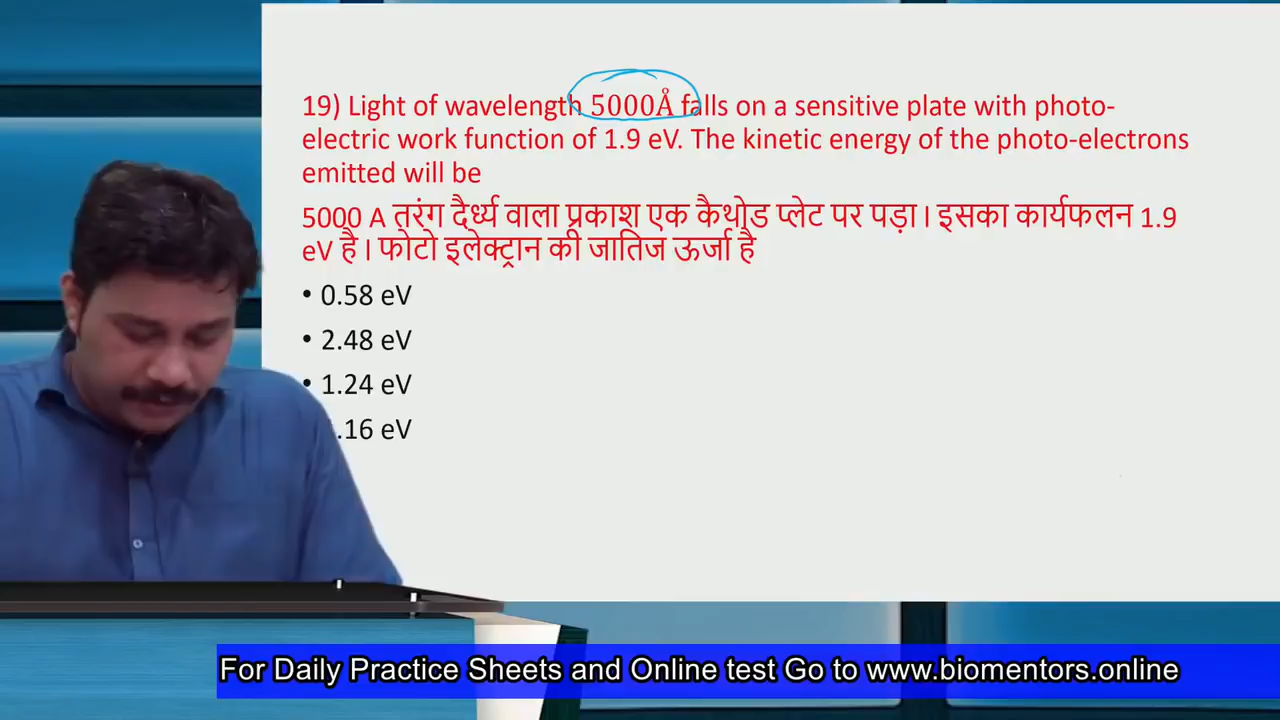 19) Light of wavelength 5000Å falls on a sensitive plate with photo-
electric work function of 1.9 eV. The kinetic energy of the photo-electrons
emitted will be
5000 A तरंग दैर्ध्य वाला प्रकाश एक कैथोड प्लेट पर पड़ा । इसका कार्यफलन 1.9
eV है । फोटो इलेक्ट्रान की जातिज ऊर्जा है
• 0.58 eV
• 2.48 eV
• 1.24 eV
.16 eV
For Daily Practice Sheets and Online test Go to www.biomentors.online